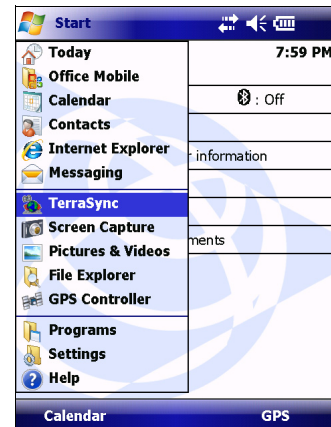 Start
Today
7:59 PM
Office Mobile
Calendar
: Off
Contacts
Internet Explorer
information
Messaging
TerraSync
Screen Capture
ments
Pictures & Videos
File Explorer
GPS Controller
Programs
Settings
Help
Calendar
GPS